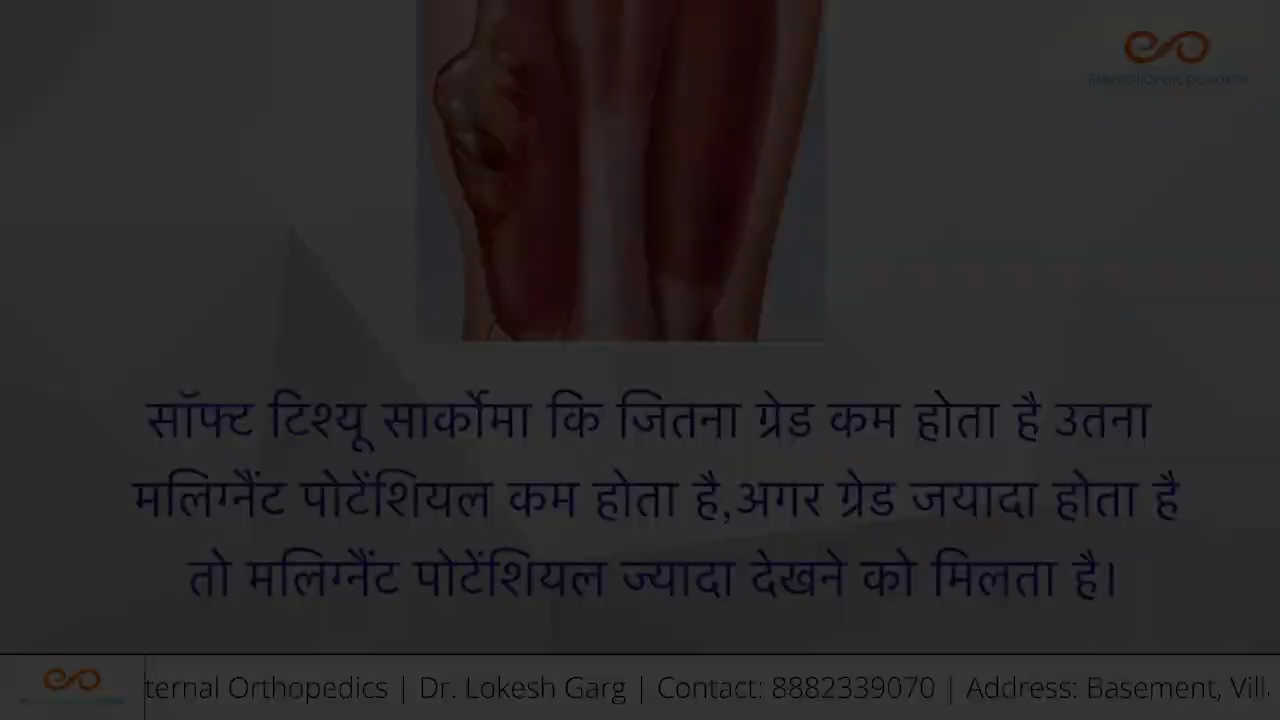 EternalOrthopaedics
सॉफ्ट टिश्यू सार्कोमा कि जितना ग्रेड कम होता है उतना
मलिग्नैंट पोटेंशियल कम होता है,अगर ग्रेड जयादा होता है
तो मलिग्नैंट पोटेंशियल ज्यादा देखने को मिलता है।
ternal Orthopedics | Dr. Lokesh Garg | Contact: 8882339070 | Address: Basement, Vill